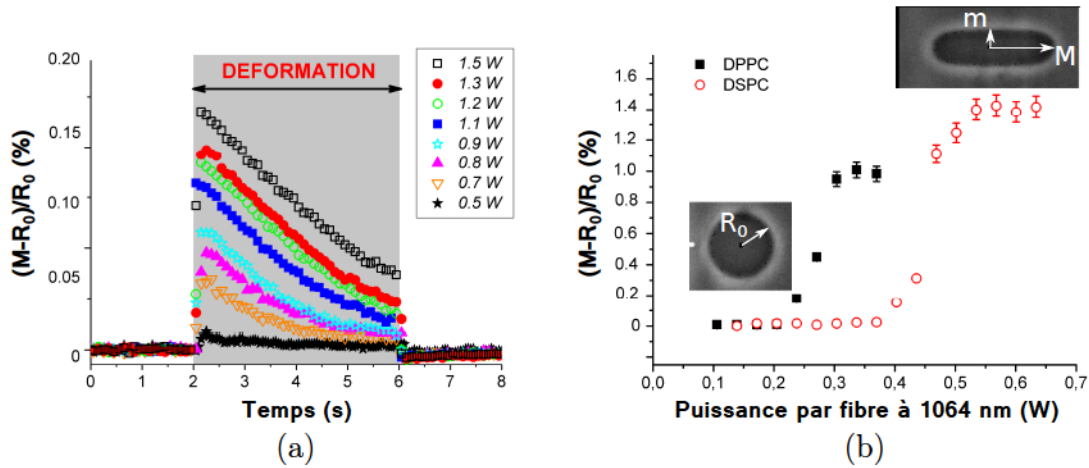 0.20
0.15
0.10
0.05
0
(M-R0)/R0 (%)
DEFORMATION
0 1 2 3 4 5 6 7 8
Temps (s)
1.5 W
1.3 W
1.2 W
1.1 W
0.9 W
0.8 W
0.7 W
0.5 W
(a)
1.6
1.4
1.2
1.0
0.8
0.6
0.4
0.2
0
(M-R0)/R0 (%)
DPPC
DSPC
m
M
R0
0,0 0,1 0,2 0,3 0,4 0,5 0,6 0,7
Puissance par fibre à 1064 nm (W)
(b)